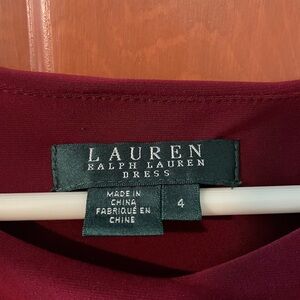 LAUREN
RALPH LAUREN
DRESS
MADE IN
CHINA
FABRIQUÉ EN
CHINE
4